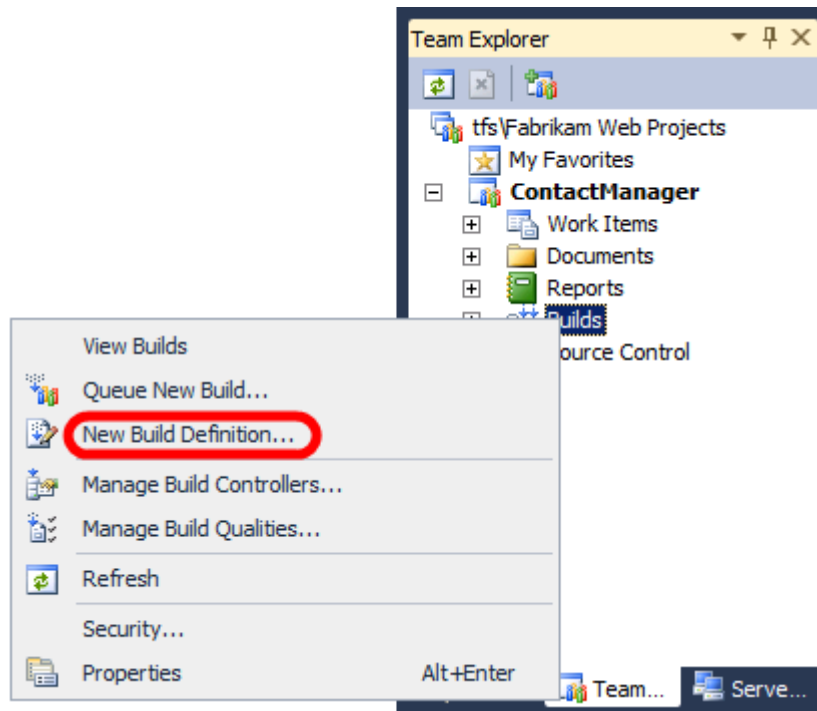 Team Explorer
tfs\Fabrikam Web Projects
My Favorites
ContactManager
Work Items
Documents
Reports
Builds
ource Control
View Builds
Queue New Build...
New Build Definition...
Manage Build Controllers...
Manage Build Qualities...
Refresh
Security...
Properties Alt+Enter
Team... Serve...